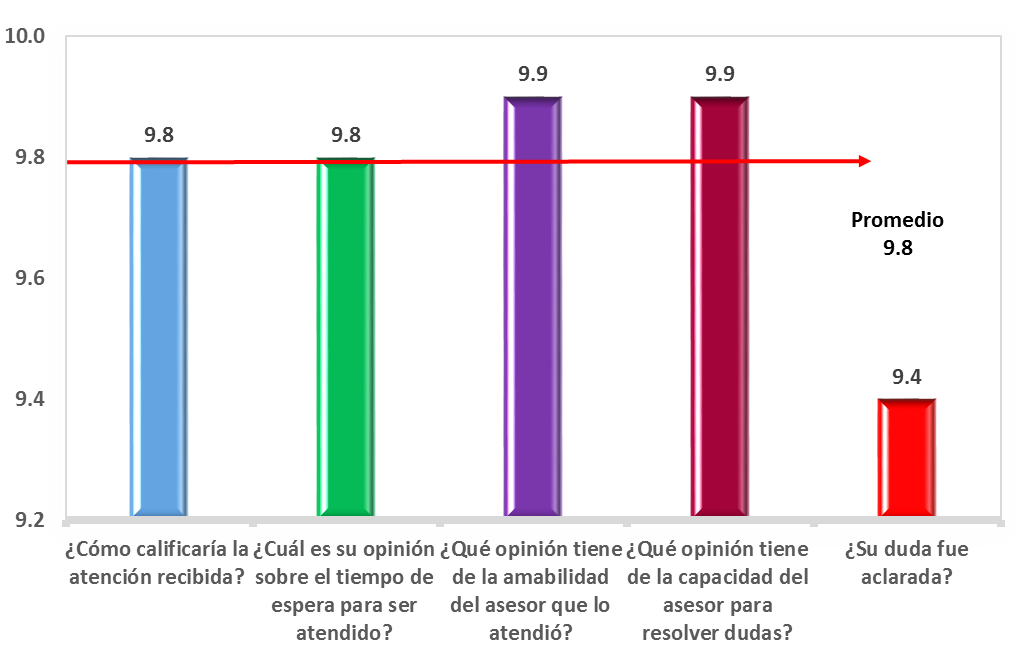 10.0
9.8
9.6
9.4
9.2
9.8
9.8
9.9
9.9
9.4
Promedio
9.8
¿Cómo calificaría la
atención recibida?
¿Cuál es su opinión
sobre el tiempo de
espera para ser
atendido?
¿Qué opinión tiene
de la amabilidad
del asesor que lo
atendió?
¿Qué opinión tiene
de la capacidad del
asesor para
resolver dudas?
¿Su duda fue
aclarada?